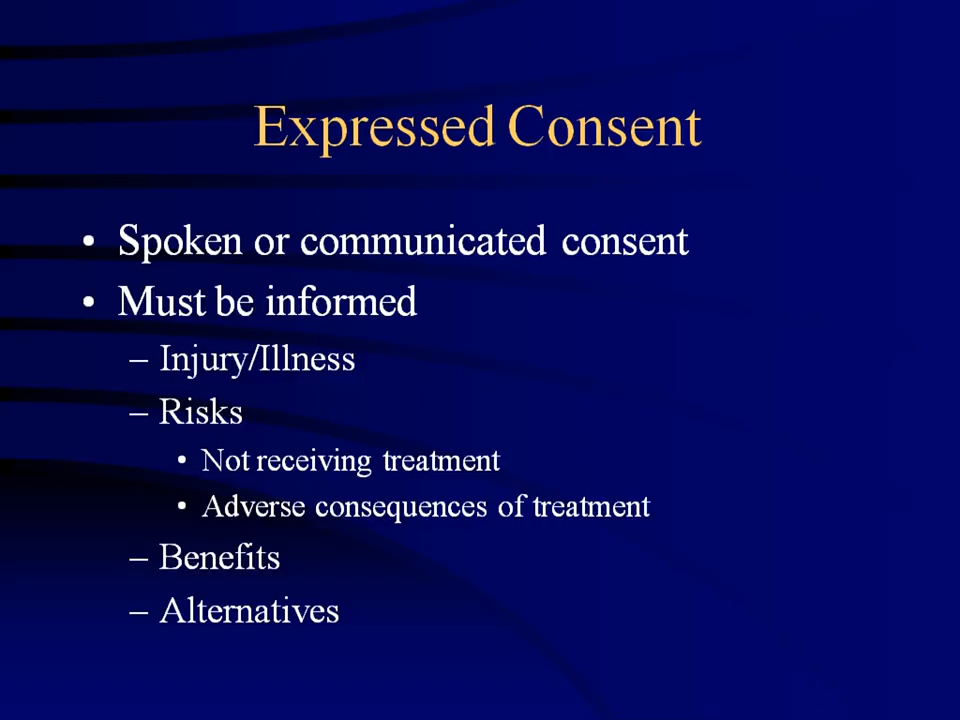 Expressed Consent
• Spoken or communicated consent
• Must be informed
– Injury/Illness
– Risks
• Not receiving treatment
• Adverse consequences of treatment
– Benefits
– Alternatives